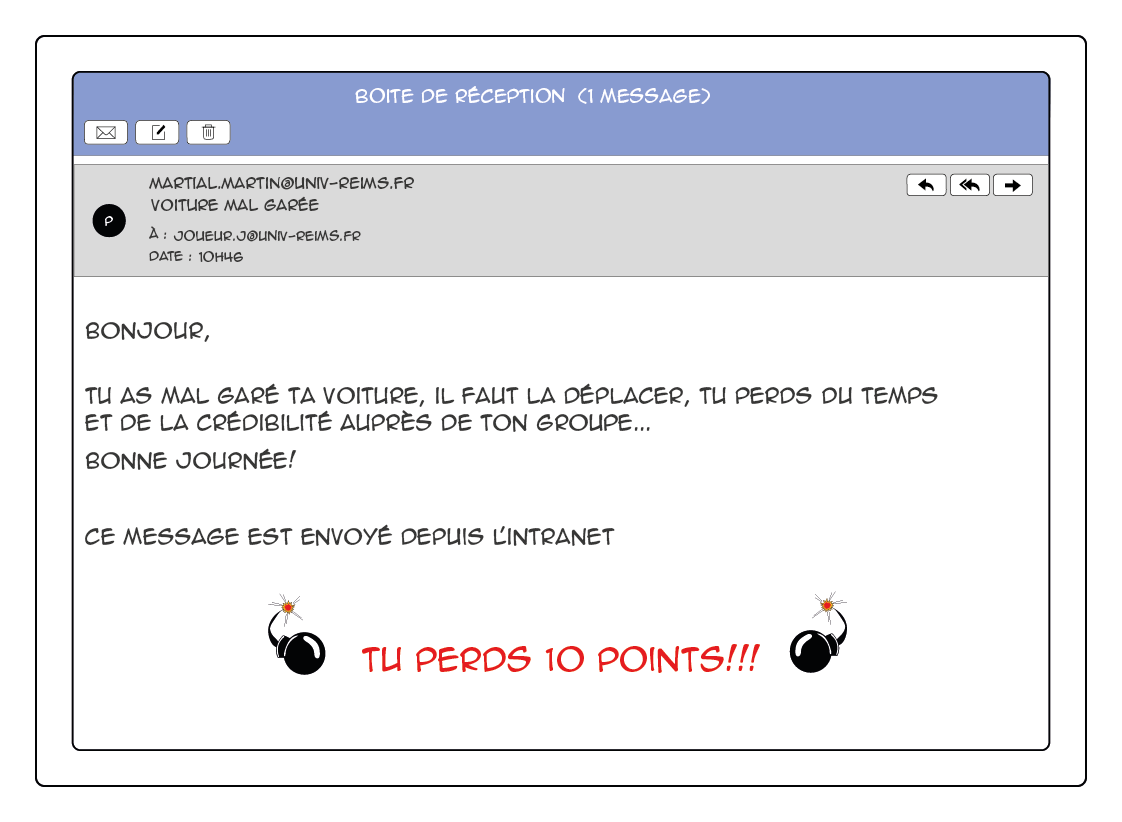 BOITE DE RÉCEPTION (1 MESSAGE)
MARTIAL.MARTIN@UNIV-REIMS.FR
VOITURE MAL GARÉE
P
À : JOUEUR.J@UNIV-REIMS.FR
DATE : 10H46
BONJOUR,
TU AS MAL GARÉ TA VOITURE, IL FAUT LA DÉPLACER, TU PERDS DU TEMPS
ET DE LA CRÉDIBILITÉ AUPRÈS DE TON GROUPE...
BONNE JOURNÉE!
CE MESSAGE EST ENVOYÉ DEPUIS L'INTRANET
TU PERDS 10 POINTS!!!